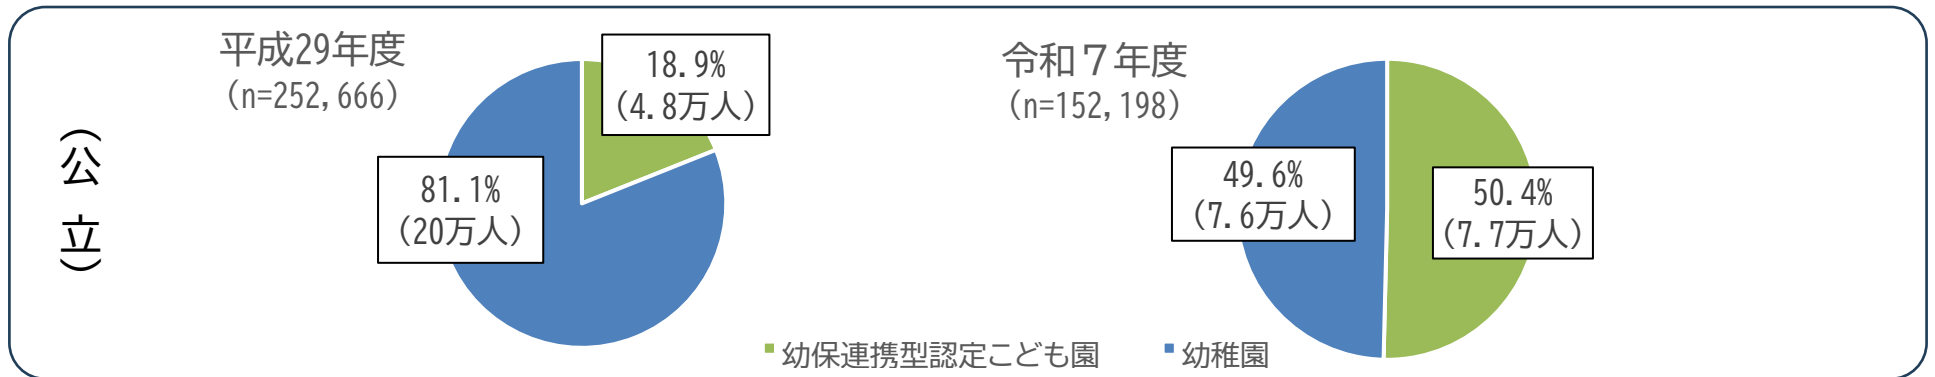 (公立)
平成29年度
(n=252,666)
18.9%
(4.8万人)
81.1%
(20万人)
令和７年度
(n=152,198)
49.6%
(7.6万人)
50.4%
(7.7万人)
幼保連携型認定こども園
幼稚園